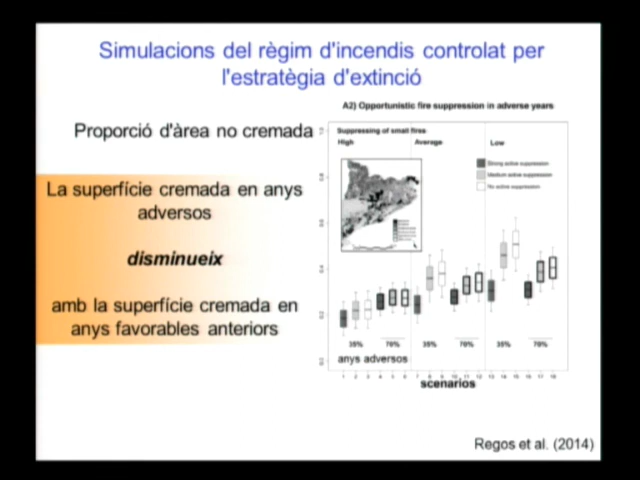 Simulacions del règim d'incendis controlat per
l'estratègia d'extinció
A2) Opportunistic fire suppression in adverse years
Proporció d'àrea no cremada
Suppressing of small fires
High Average Low
Strong active suppression
Medium active suppression
No active suppression
La superfície cremada en anys
adversos
disminueix
amb la superfície cremada en
anys favorables anteriors
35% 70% 35% 70% 35% 70%
anys adversos
1 2 3 4 5 6 7 8 9 10 11 12 13 14 15 16 17 18
scenarios
Regos et al. (2014)